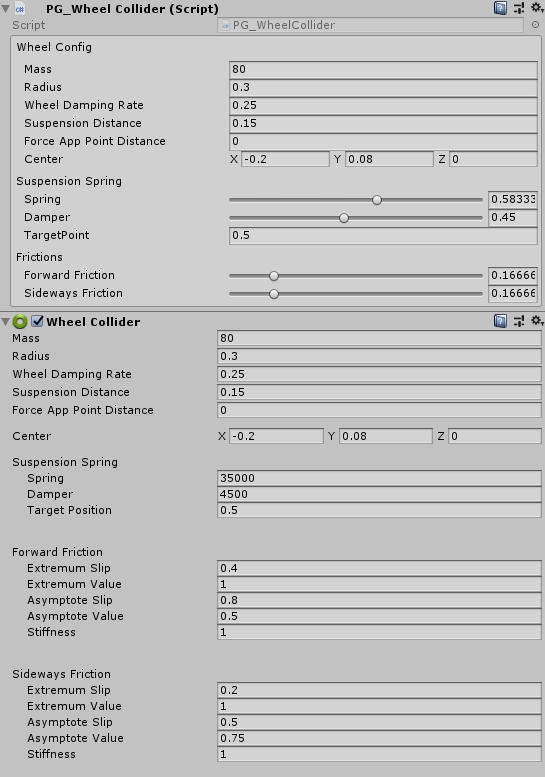 PG_Wheel Collider (Script)
Script PG_WheelCollider
Wheel Config
Mass 80
Radius 0.3
Wheel Damping Rate 0.25
Suspension Distance 0.15
Force App Point Distance 0
Center X -0.2 Y 0.08 Z 0
Suspension Spring
Spring 0.58333
Damper 0.45
TargetPoint 0.5
Frictions
Forward Friction 0.16666
Sideways Friction 0.16666
Wheel Collider
Mass 80
Radius 0.3
Wheel Damping Rate 0.25
Suspension Distance 0.15
Force App Point Distance 0
Center X -0.2 Y 0.08 Z 0
Suspension Spring
Spring 35000
Damper 4500
Target Position 0.5
Forward Friction
Extremum Slip 0.4
Extremum Value 1
Asymptote Slip 0.8
Asymptote Value 0.5
Stiffness 1
Sideways Friction
Extremum Slip 0.2
Extremum Value 1
Asymptote Slip 0.5
Asymptote Value 0.75
Stiffness 1